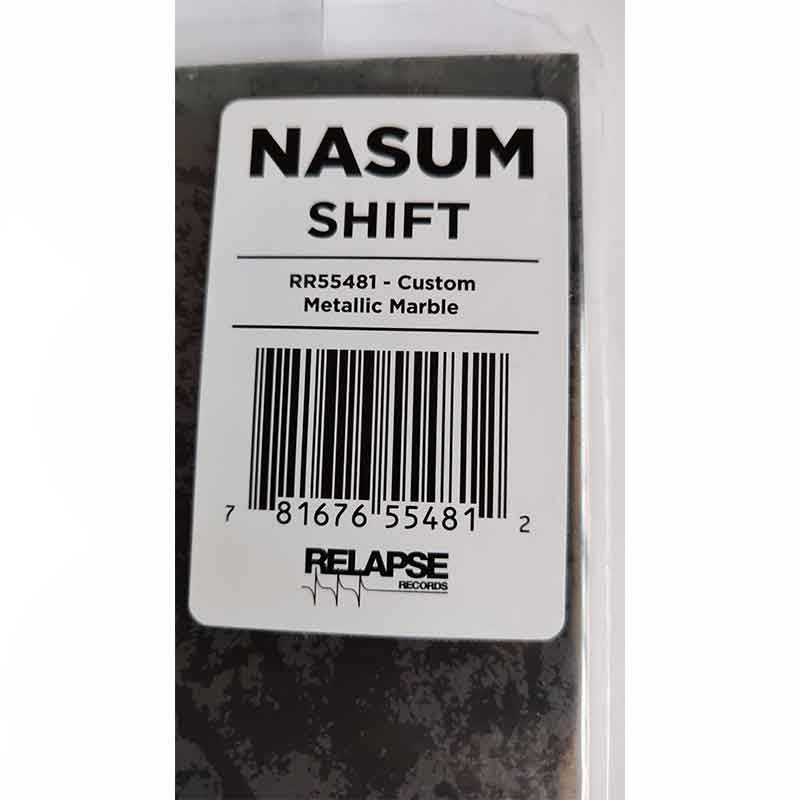 NASUM
SHIFT
RR55481 - Custom
Metallic Marble
7 81676 55481 2
RELAPSE
RECORDS